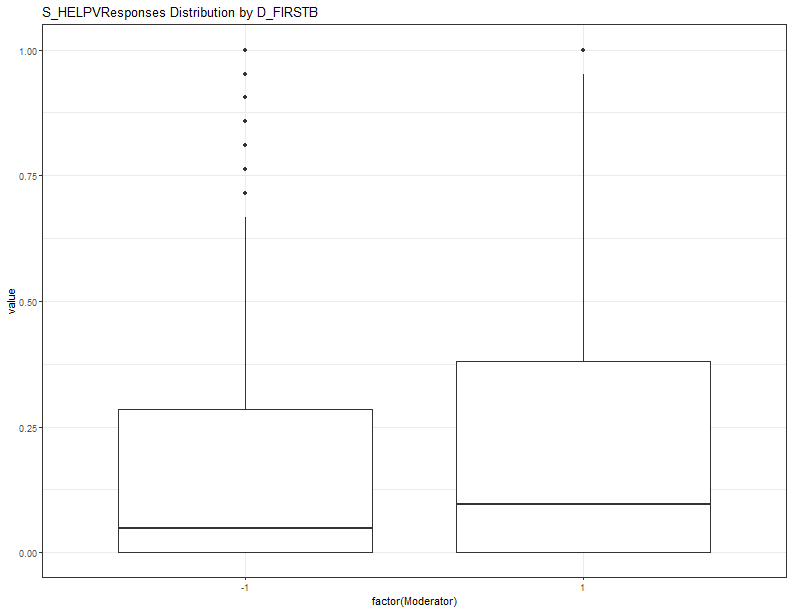 S_HELPVResponses Distribution by D_FIRSTB
1.00
0.75
0.50
0.25
0.00
value
-1
1
factor(Moderator)